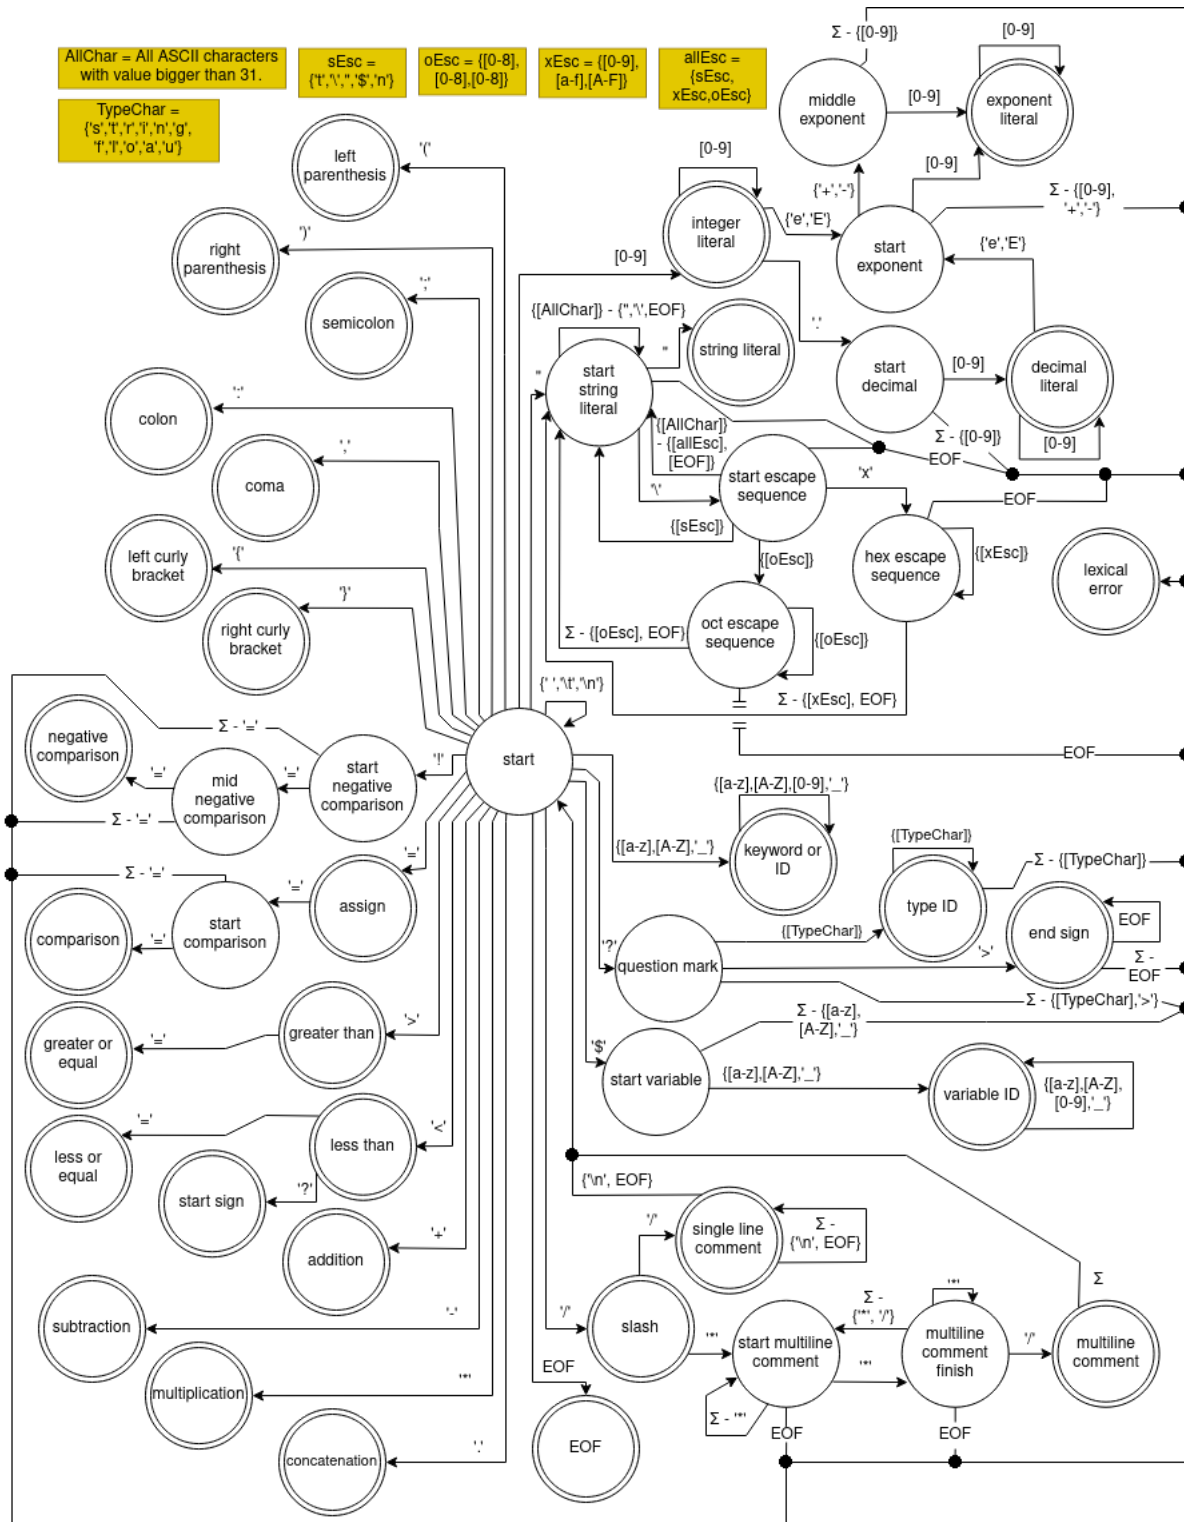 AllChar = All ASCII characters
with value bigger than 31.
sEsc =
{'t','\','','$','n'}
oEsc = {[0-8],
[0-8],[0-8]}
xEsc = {[0-9],
[a-f],[A-F]}
allEsc =
{sEsc,
xEsc,oEsc}
TypeChar =
{'s','t','r','i','n','g',
'f','l','o','a','u'}
Σ - {[0-9]}
[0-9]
middle
exponent
[0-9]
exponent
literal
left
parenthesis
'('
[0-9]
{'+','-'}
[0-9]
Σ - {[0-9],
'+','-'}
integer
literal
{'e','E'}
start
exponent
{'e','E'}
right
parenthesis
')'
[0-9]
semicolon
';'
{[AllChar]} - {'','\',EOF}
''
string literal
'.'
start
decimal
[0-9]
decimal
literal
[0-9]
Σ - {[0-9]}
''
start
string
literal
colon
':'
{[AllChar]}
- {[allEsc],
[EOF]}
EOF
coma
','
'\'
start escape
sequence
'x'
EOF
{[sEsc]}
left curly
bracket
'{'
{[oEsc]}
hex escape
sequence
{[xEsc]}
lexical
error
right curly
bracket
'}'
Σ - {[oEsc], EOF}
oct escape
sequence
{[oEsc]}
{' ','\t','\n'}
Σ - {[xEsc], EOF}
negative
comparison
Σ - '='
'='
mid
negative
comparison
'='
start
negative
comparison
'!'
start
EOF
Σ - '='
{[a-z],[A-Z],[0-9],'_'}
{[a-z],[A-Z],'_'}
keyword or
ID
Σ - '='
'='
'='
assign
start
comparison
'='
comparison
{[TypeChar]}
Σ - {[TypeChar]}
type ID
{[TypeChar]}
'?'
question mark
'>'
end sign
EOF
Σ -
EOF
Σ - {[TypeChar],'>'}
greater or
equal
'='
greater than
'>'
Σ - {[a-z],
[A-Z],'_'}
'$'
start variable
{[a-z],[A-Z],'_'}
variable ID
{[a-z],[A-Z],
[0-9],'_'}
less or
equal
'='
less than
'<'
'?'
start sign
{'\n', EOF}
'/'
single line
comment
Σ -
{'\n', EOF}
addition
'+'
Σ
subtraction
'-'
'/'
slash
'*'
start multiline
comment
Σ -
{'*', '/'}
'*'
'*'
multiline
comment
finish
'/'
multiline
comment
Σ - '*'
EOF
EOF
multiplication
'*'
EOF
EOF
concatenation
'.'